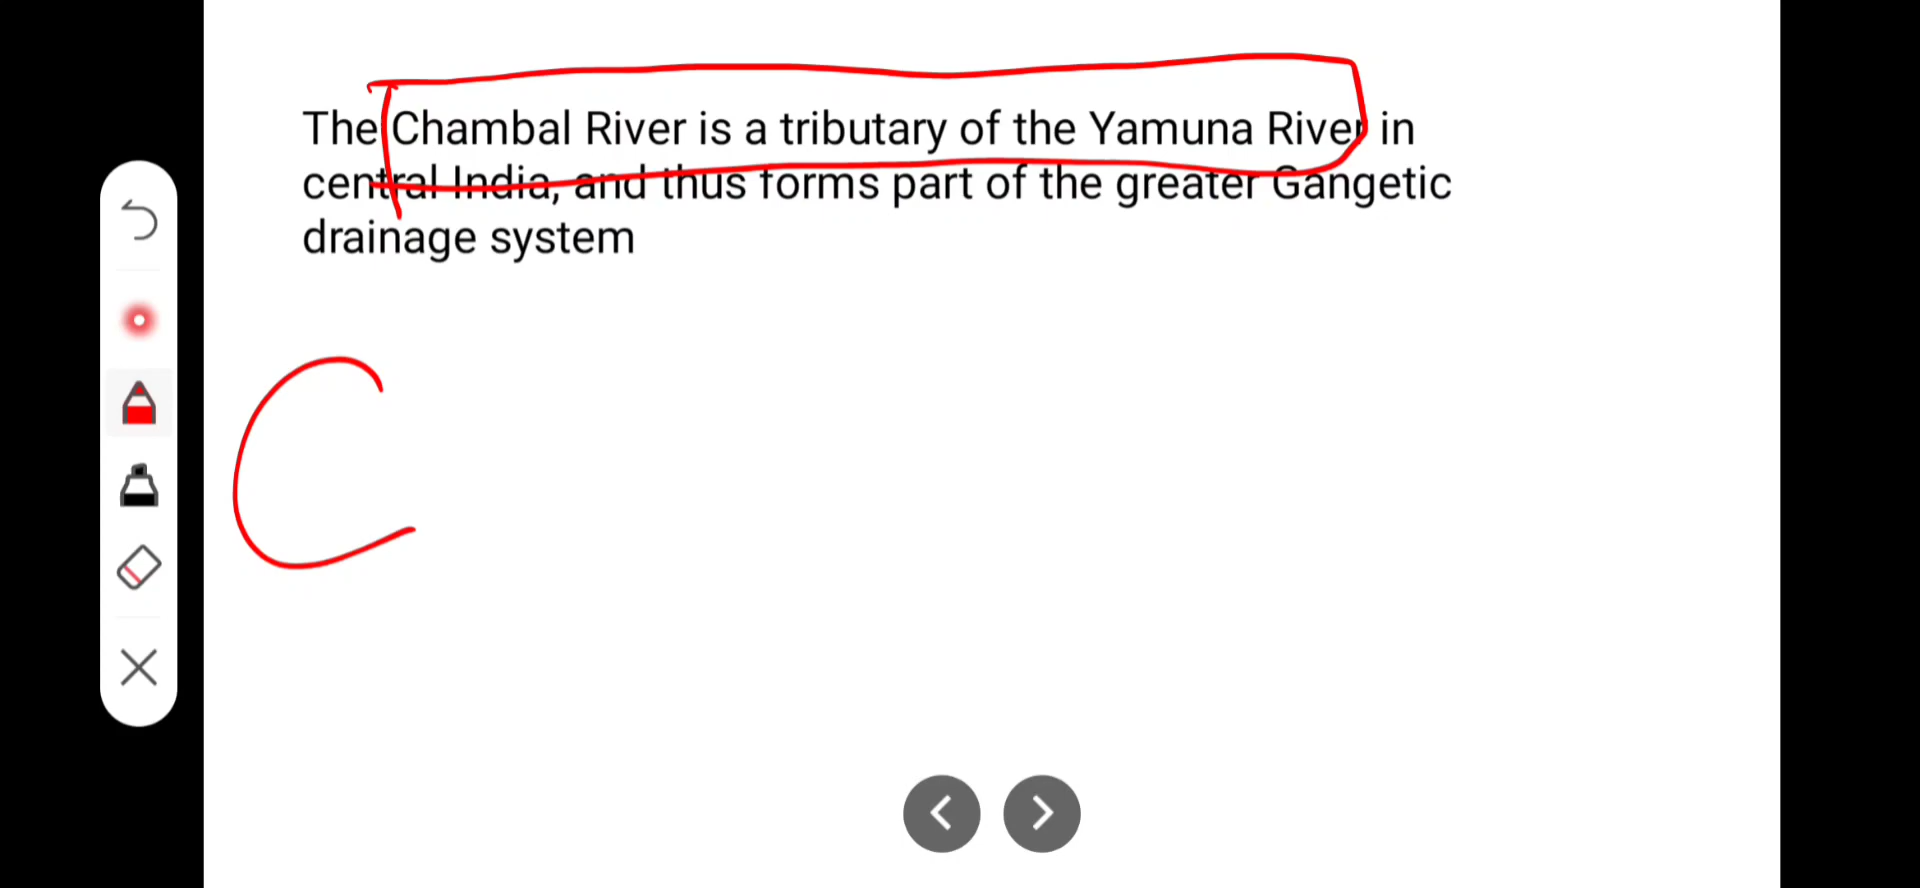 The Chambal River is a tributary of the Yamuna River in
central India, and thus forms part of the greater Gangetic
drainage system
C